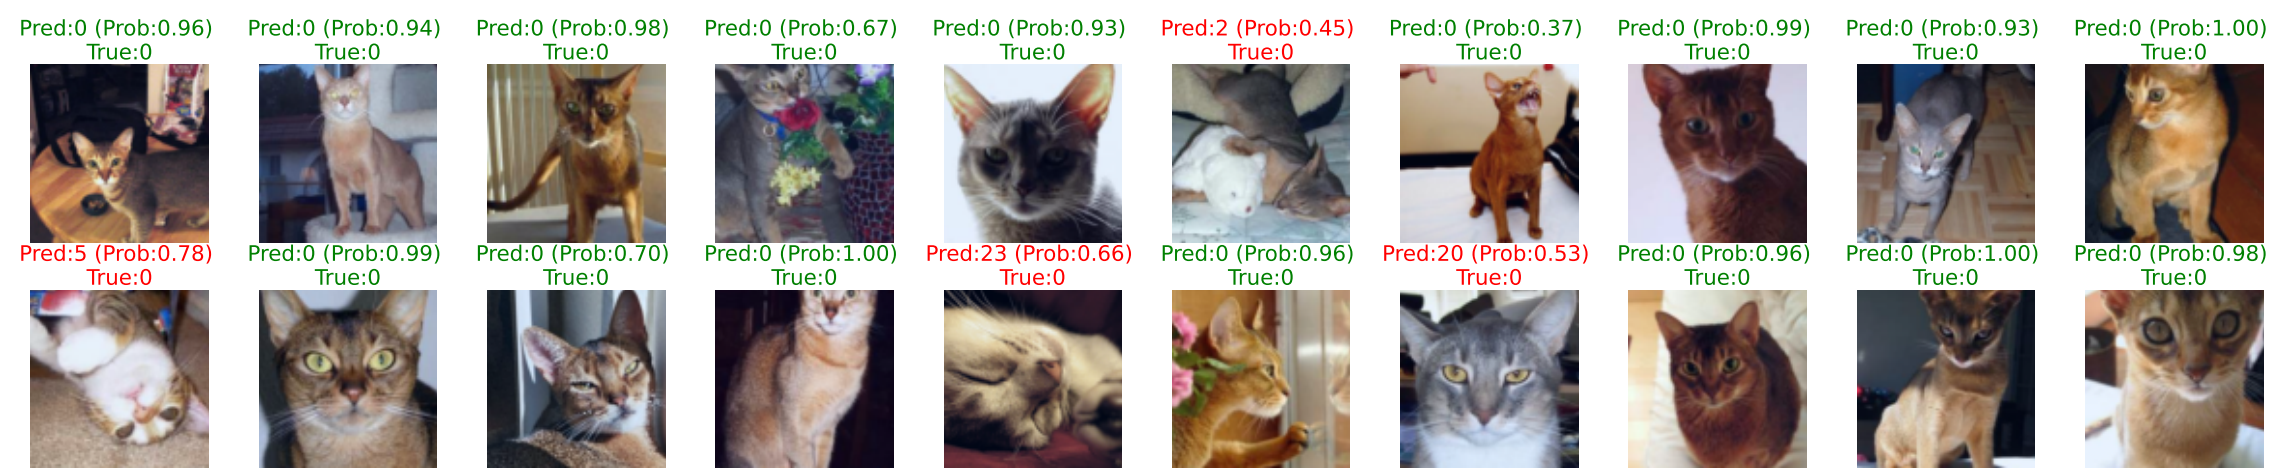 Pred:0 (Prob:0.96) Pred:0 (Prob:0.94) Pred:0 (Prob:0.98) Pred:0 (Prob:0.67) Pred:0 (Prob:0.93) Pred:2 (Prob:0.45) Pred:0 (Prob:0.37) Pred:0 (Prob:0.99) Pred:0 (Prob:0.93) Pred:0 (Prob:1.00)
True:0 True:0 True:0 True:0 True:0 True:0 True:0 True:0 True:0 True:0
Pred:5 (Prob:0.78) Pred:0 (Prob:0.99) Pred:0 (Prob:0.70) Pred:0 (Prob:1.00) Pred:23 (Prob:0.66) Pred:0 (Prob:0.96) Pred:20 (Prob:0.53) Pred:0 (Prob:0.96) Pred:0 (Prob:1.00) Pred:0 (Prob:0.98)
True:0 True:0 True:0 True:0 True:0 True:0 True:0 True:0 True:0 True:0